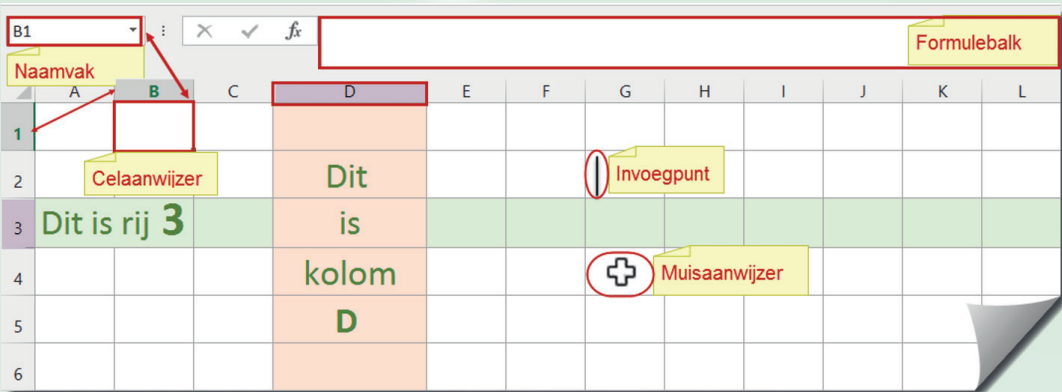 B1 fx
Formulebalk
Naamvak
A B C D E F G H I J K L
1
2 Celaanwijzer Dit Invoegpunt
3 Dit is rij 3 is
4 kolom Muisaanwijzer
5 D
6